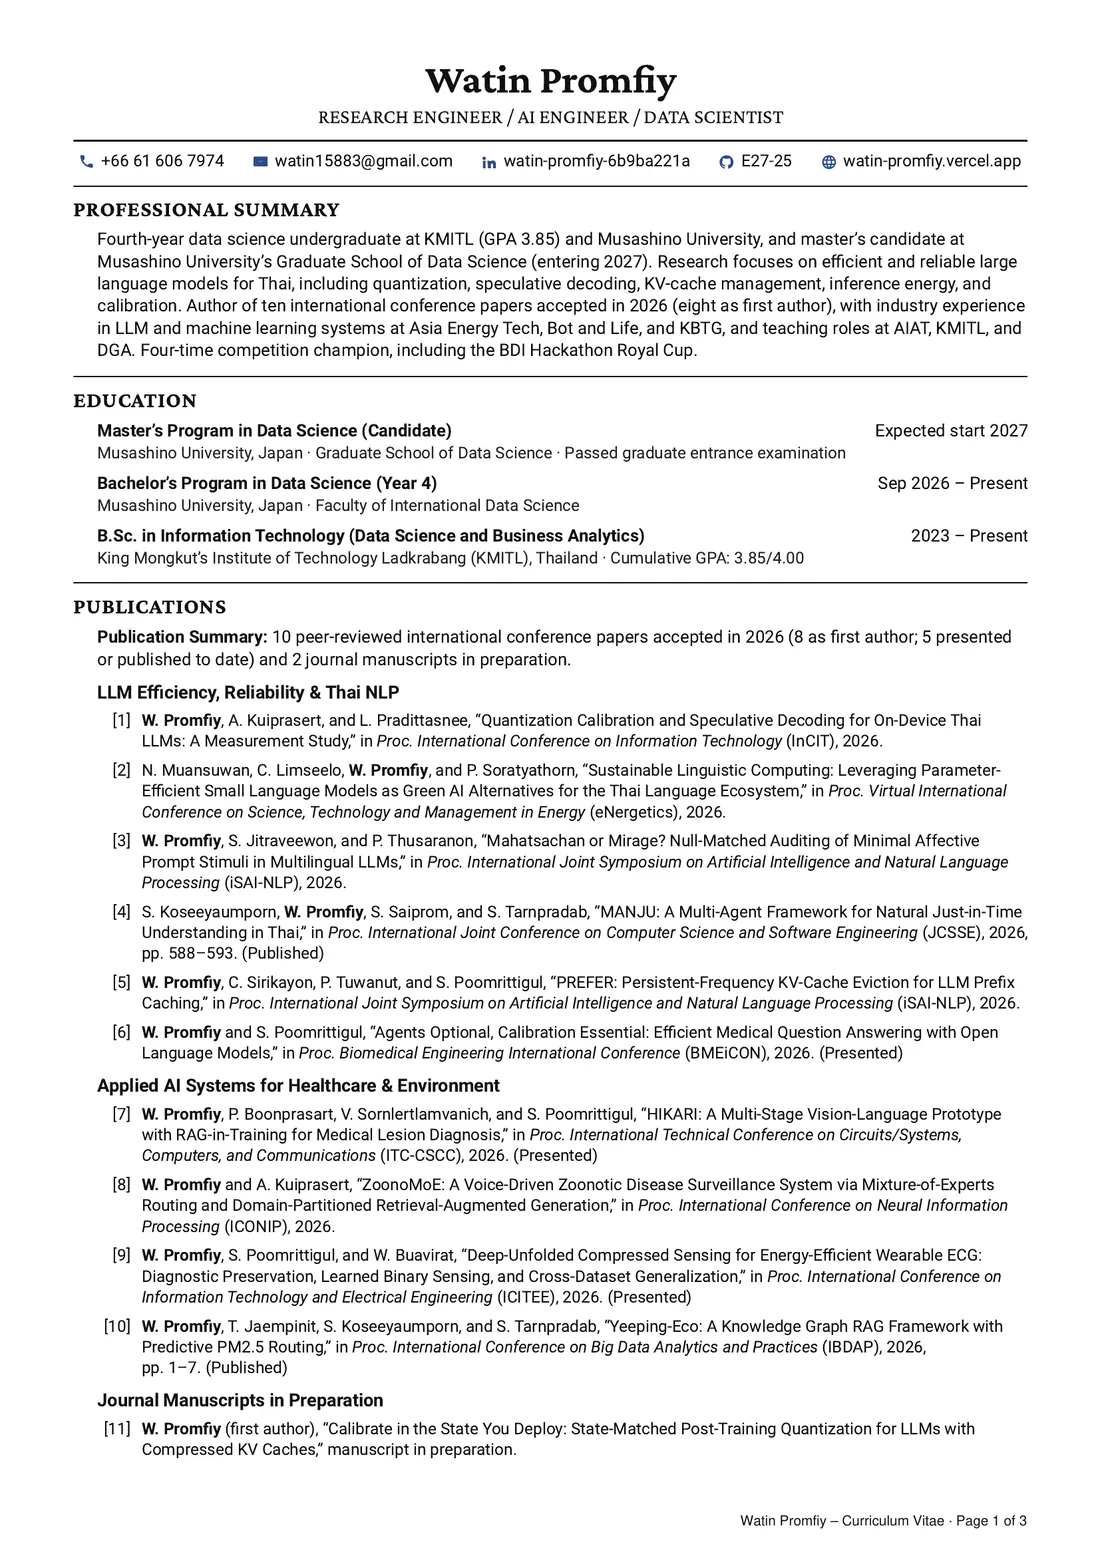 Watin Promfiy
RESEARCH ENGINEER / AI ENGINEER / DATA SCIENTIST
+66 61 606 7974 watin15883@gmail.com watin-promfiy-6b9ba221a E27-25 watin-promfiy.vercel.app
PROFESSIONAL SUMMARY
Fourth-year data science undergraduate at KMITL (GPA 3.85) and Musashino University, and master’s candidate at
Musashino University’s Graduate School of Data Science (entering 2027). Research focuses on efficient and reliable large
language models for Thai, including quantization, speculative decoding, KV-cache management, inference energy, and
calibration. Author of ten international conference papers accepted in 2026 (eight as first author), with industry experience
in LLM and machine learning systems at Asia Energy Tech, Bot and Life, and KBTG, and teaching roles at AIAT, KMITL, and
DGA. Four-time competition champion, including the BDI Hackathon Royal Cup.
EDUCATION
Master’s Program in Data Science (Candidate) Expected start 2027
Musashino University, Japan · Graduate School of Data Science · Passed graduate entrance examination
Bachelor’s Program in Data Science (Year 4) Sep 2026 – Present
Musashino University, Japan · Faculty of International Data Science
B.Sc. in Information Technology (Data Science and Business Analytics) 2023 – Present
King Mongkut’s Institute of Technology Ladkrabang (KMITL), Thailand · Cumulative GPA: 3.85/4.00
PUBLICATIONS
Publication Summary: 10 peer-reviewed international conference papers accepted in 2026 (8 as first author; 5 presented
or published to date) and 2 journal manuscripts in preparation.
LLM Efficiency, Reliability & Thai NLP
[1] W. Promfiy, A. Kuiprasert, and L. Pradittasnee, “Quantization Calibration and Speculative Decoding for On-Device Thai
LLMs: A Measurement Study,” in Proc. International Conference on Information Technology (InCIT), 2026.
[2] N. Muansuwan, C. Limseelo, W. Promfiy, and P. Soratyathorn, “Sustainable Linguistic Computing: Leveraging Parameter-
Efficient Small Language Models as Green AI Alternatives for the Thai Language Ecosystem,” in Proc. Virtual International
Conference on Science, Technology and Management in Energy (eNergetics), 2026.
[3] W. Promfiy, S. Jitraveewon, and P. Thusaranon, “Mahatsachan or Mirage? Null-Matched Auditing of Minimal Affective
Prompt Stimuli in Multilingual LLMs,” in Proc. International Joint Symposium on Artificial Intelligence and Natural Language
Processing (iSAI-NLP), 2026.
[4] S. Koseeyaumporn, W. Promfiy, S. Saiprom, and S. Tarnpradab, “MANJU: A Multi-Agent Framework for Natural Just-in-Time
Understanding in Thai,” in Proc. International Joint Conference on Computer Science and Software Engineering (JCSSE), 2026,
pp. 588–593. (Published)
[5] W. Promfiy, C. Sirikayon, P. Tuwanut, and S. Poomrittigul, “PREFER: Persistent-Frequency KV-Cache Eviction for LLM Prefix
Caching,” in Proc. International Joint Symposium on Artificial Intelligence and Natural Language Processing (iSAI-NLP), 2026.
[6] W. Promfiy and S. Poomrittigul, “Agents Optional, Calibration Essential: Efficient Medical Question Answering with Open
Language Models,” in Proc. Biomedical Engineering International Conference (BMEiCON), 2026. (Presented)
Applied AI Systems for Healthcare & Environment
[7] W. Promfiy, P. Boonprasart, V. Sornlertlamvanich, and S. Poomrittigul, “HIKARI: A Multi-Stage Vision-Language Prototype
with RAG-in-Training for Medical Lesion Diagnosis,” in Proc. International Technical Conference on Circuits/Systems,
Computers, and Communications (ITC-CSCC), 2026. (Presented)
[8] W. Promfiy and A. Kuiprasert, “ZoonoMoE: A Voice-Driven Zoonotic Disease Surveillance System via Mixture-of-Experts
Routing and Domain-Partitioned Retrieval-Augmented Generation,” in Proc. International Conference on Neural Information
Processing (ICONIP), 2026.
[9] W. Promfiy, S. Poomrittigul, and W. Buavirat, “Deep-Unfolded Compressed Sensing for Energy-Efficient Wearable ECG:
Diagnostic Preservation, Learned Binary Sensing, and Cross-Dataset Generalization,” in Proc. International Conference on
Information Technology and Electrical Engineering (ICITEE), 2026. (Presented)
[10] W. Promfiy, T. Jaempinit, S. Koseeyaumporn, and S. Tarnpradab, “Yeeping-Eco: A Knowledge Graph RAG Framework with
Predictive PM2.5 Routing,” in Proc. International Conference on Big Data Analytics and Practices (IBDAP), 2026,
pp. 1–7. (Published)
Journal Manuscripts in Preparation
[11] W. Promfiy (first author), “Calibrate in the State You Deploy: State-Matched Post-Training Quantization for LLMs with
Compressed KV Caches,” manuscript in preparation.
Watin Promfiy – Curriculum Vitae · Page 1 of 3